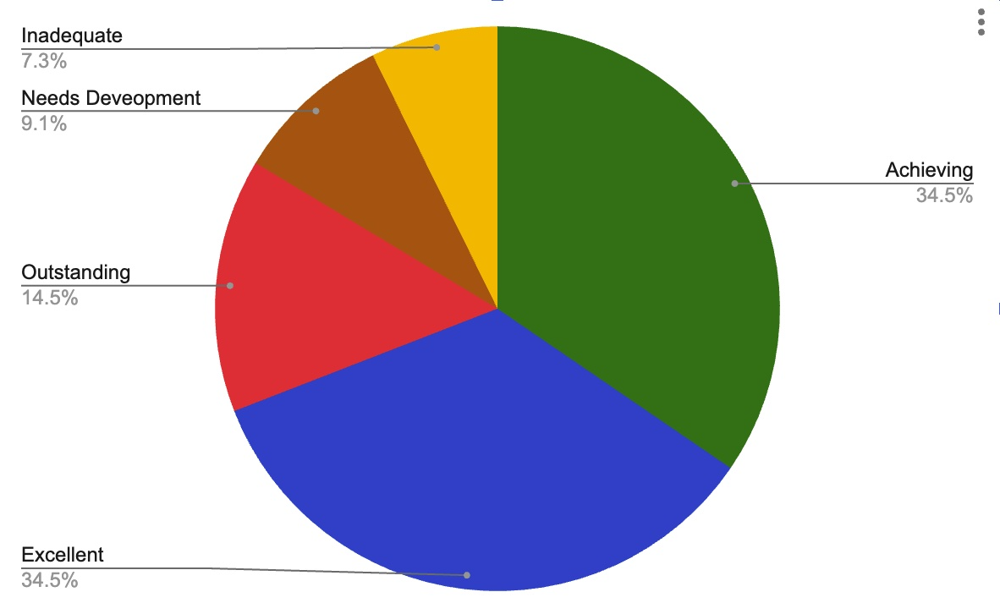 Inadequate
7.3%
Needs Deveopment
9.1%
Achieving
34.5%
Outstanding
14.5%
Excellent
34.5%